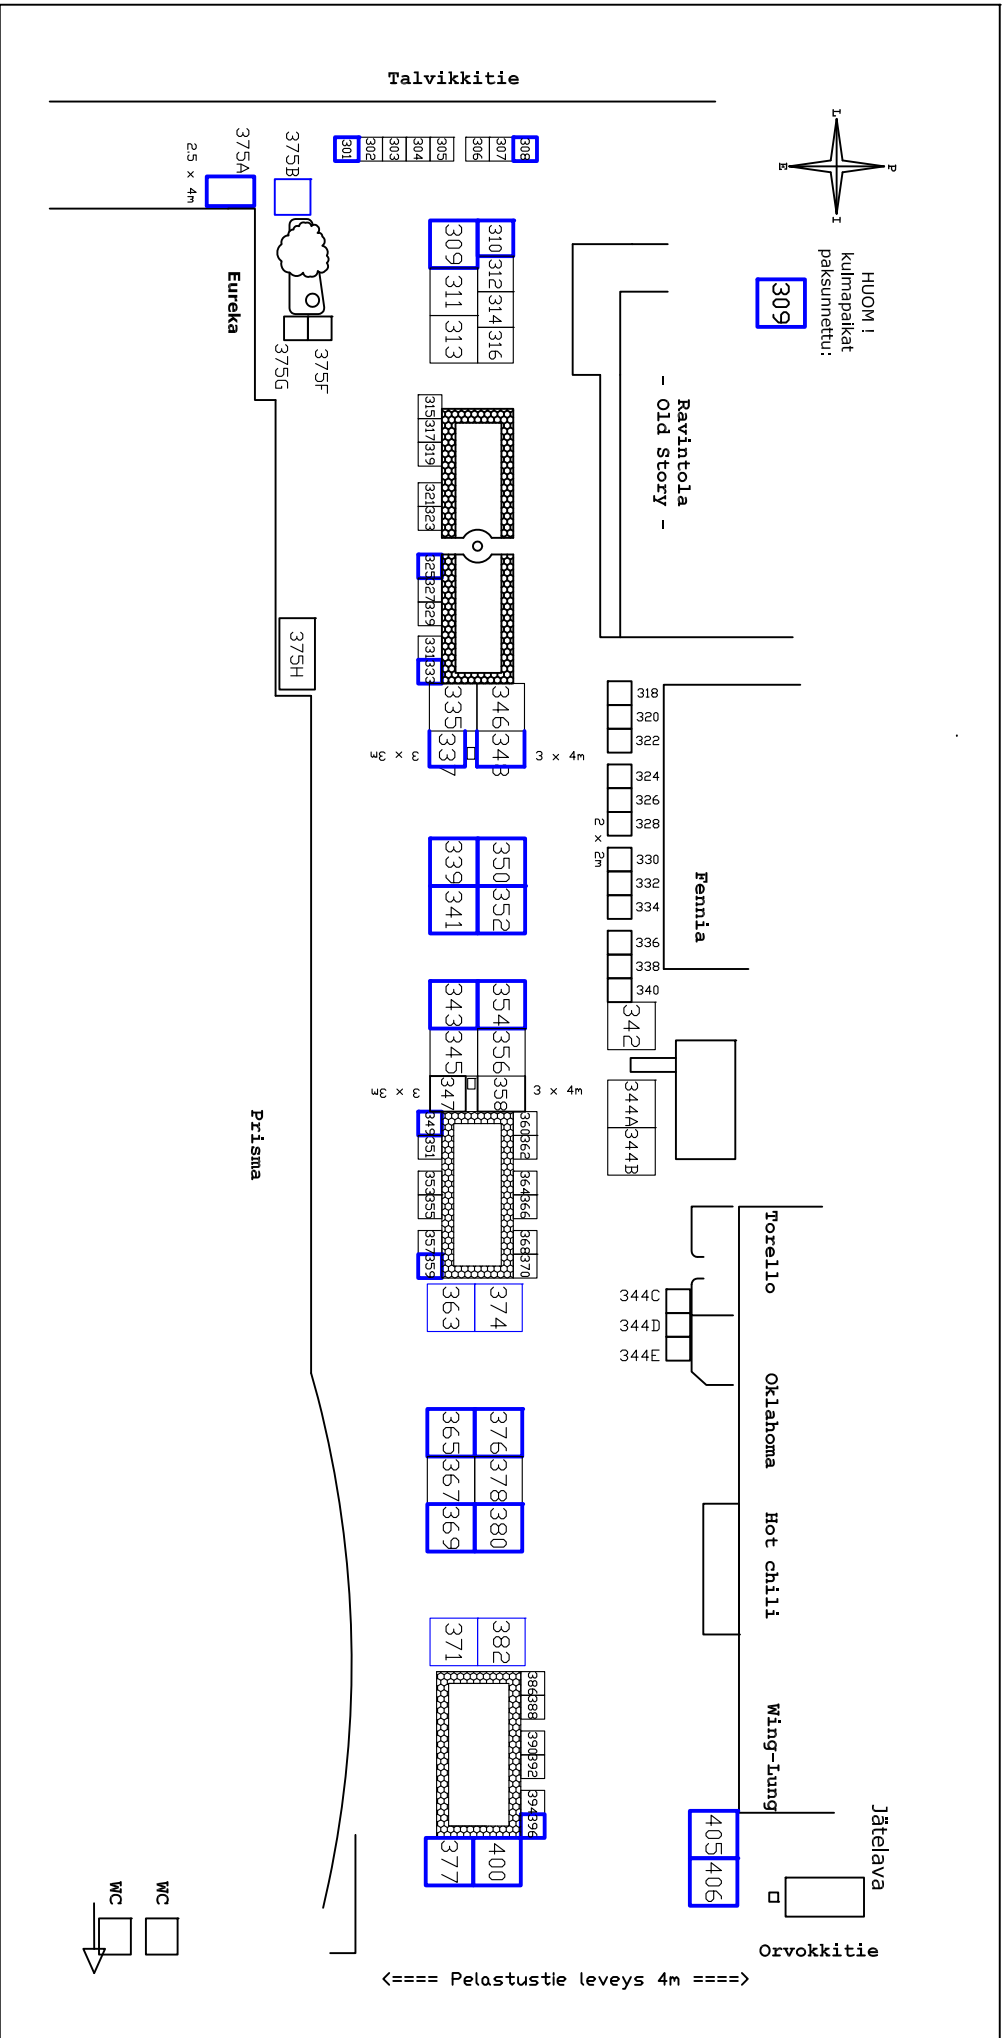 Talvikkitie
L
E
P
I
HUOM !
kulmapaikat
paksunnettu:
309
375A
375B
2.5 × 4m
301
302
303
304
305
306
307
308
309
310
311
312
313
314
316
Eureka
375G
375F
Ravintola
- Old Story -
315
317
319
321
323
325
327
329
331
333
375H
335
346
337
348
3 × 3m
3 × 4m
318
320
322
324
326
328
2 × 2m
330
332
334
336
338
340
Fennia
339
350
341
352
343
354
345
356
347
358
3 × 3m
3 × 4m
342
344A
344B
Prisma
349
351
353
355
357
359
360
362
364
366
368
370
363
374
Torello
344C
344D
344E
Oklahoma
365
376
367
378
369
380
Hot chili
371
382
386
388
390
392
394
396
377
400
Wing-Lung
405
406
Jätelava
WC
WC
Orvokkitie
<==== Pelastustie leveys 4m ====>